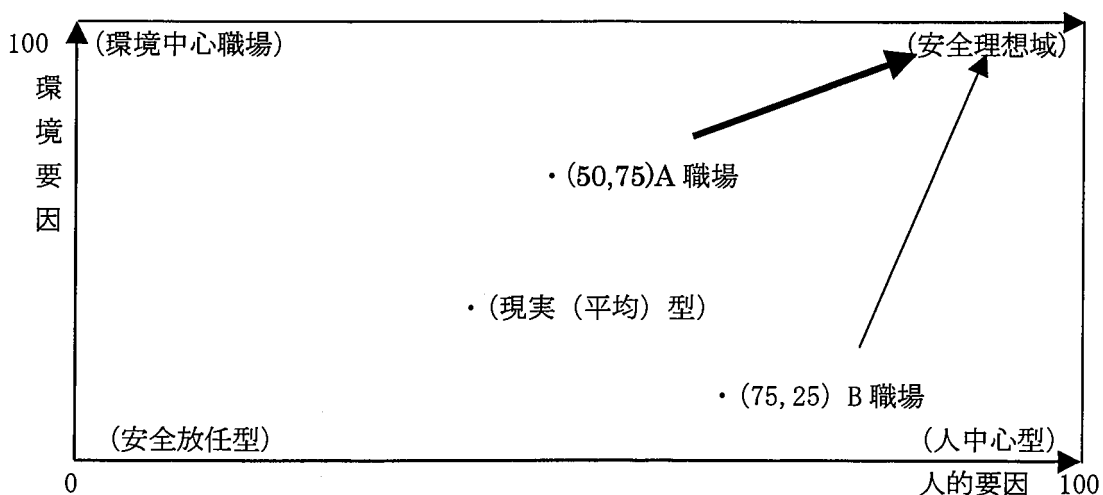 100
(環境中心職場)
(安全理想域)
環境要因
・(50,75)A 職場
・(現実（平均）型)
・(75,25) B 職場
(安全放任型)
(人中心型)
0
人的要因 100